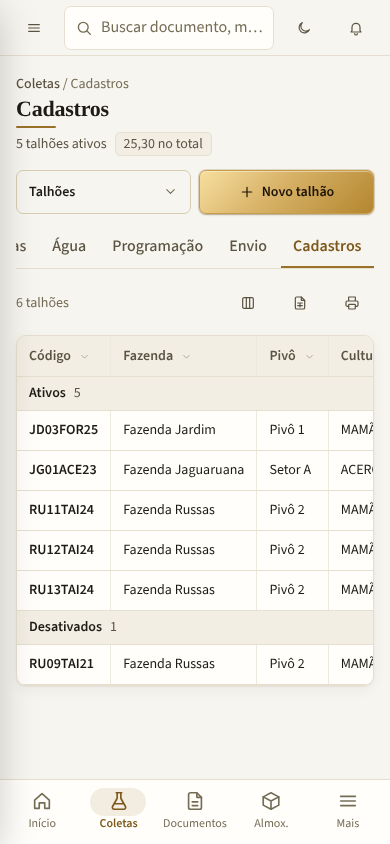 Buscar documento, m...
Coletas / Cadastros
Cadastros
5 talhões ativos 25,30 no total
Talhões
Novo talhão
as Água Programação Envio Cadastros
6 talhões
Código Fazenda Pivô Cultu
Ativos 5
JD03FOR25 Fazenda Jardim Pivô 1 MAMÃ
JG01ACE23 Fazenda Jaguaruana Setor A ACER
RU11TAI24 Fazenda Russas Pivô 2 MAMÃ
RU12TAI24 Fazenda Russas Pivô 2 MAMÃ
RU13TAI24 Fazenda Russas Pivô 2 MAMÃ
Desativados 1
RU09TAI21 Fazenda Russas Pivô 2 MAMÃ
Início Coletas Documentos Almox. Mais